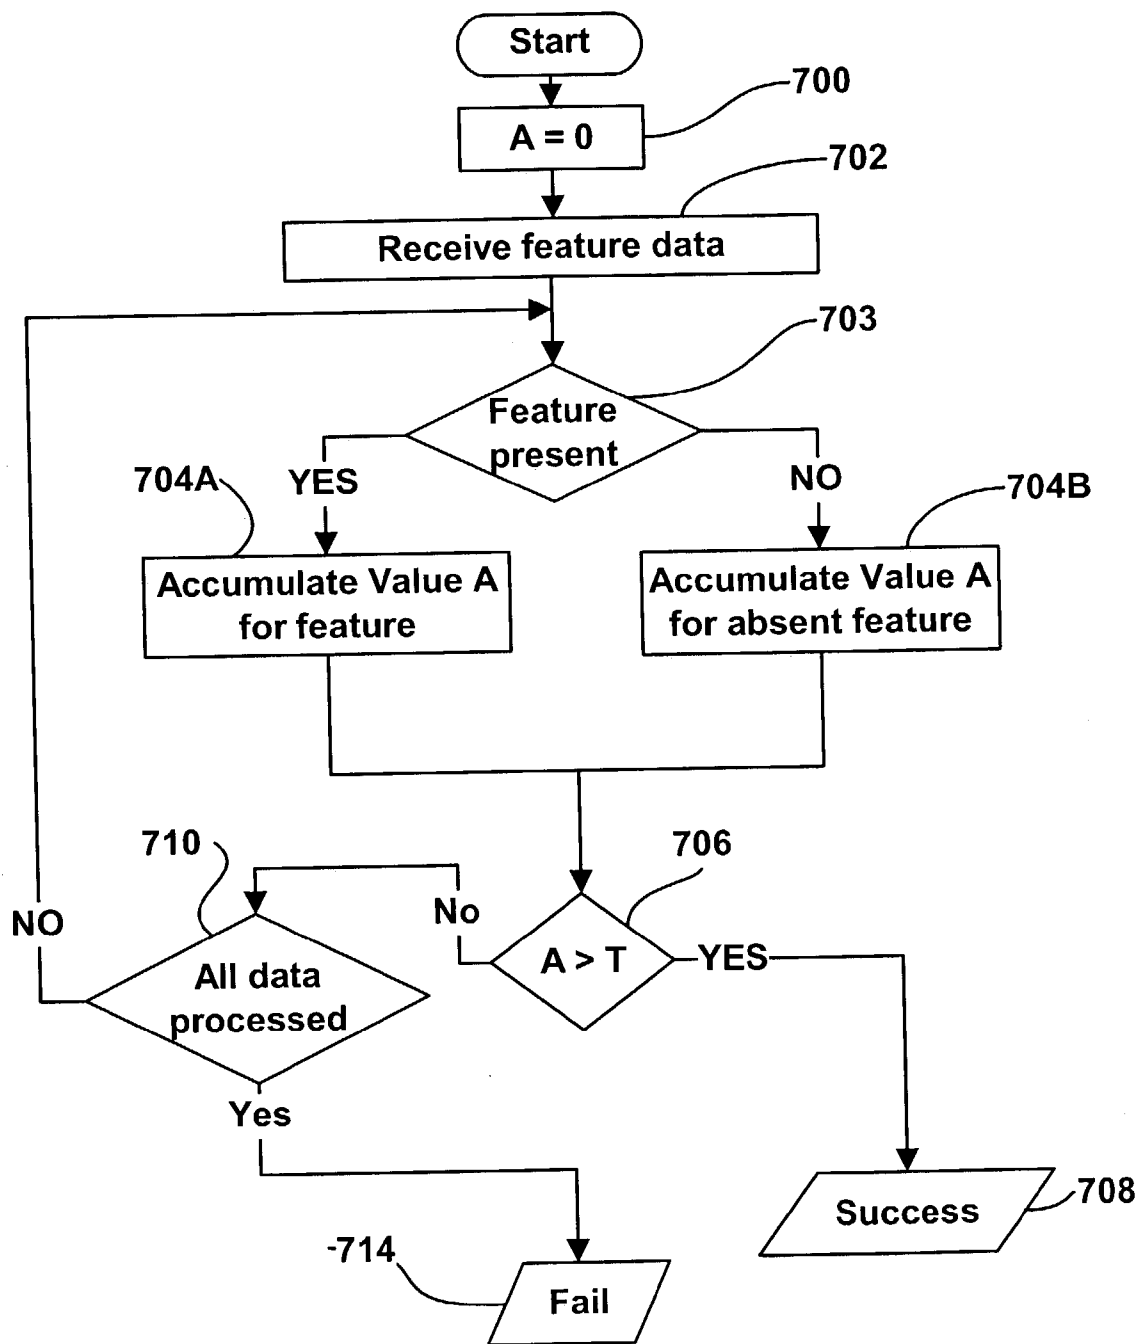 Start
700
A = 0
702
Receive feature data
703
Feature
present
704A
YES
NO
704B
Accumulate Value A
for feature
Accumulate Value A
for absent feature
710
706
NO
No
A > T
YES
All data
processed
Yes
Success
708
-714
Fail